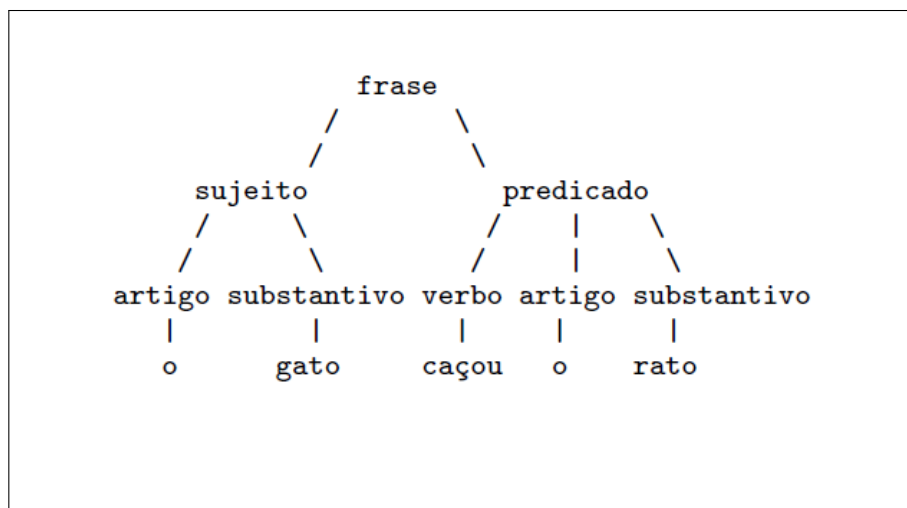 frase
sujeito predicado
artigo substantivo verbo artigo substantivo
o gato caçou o rato